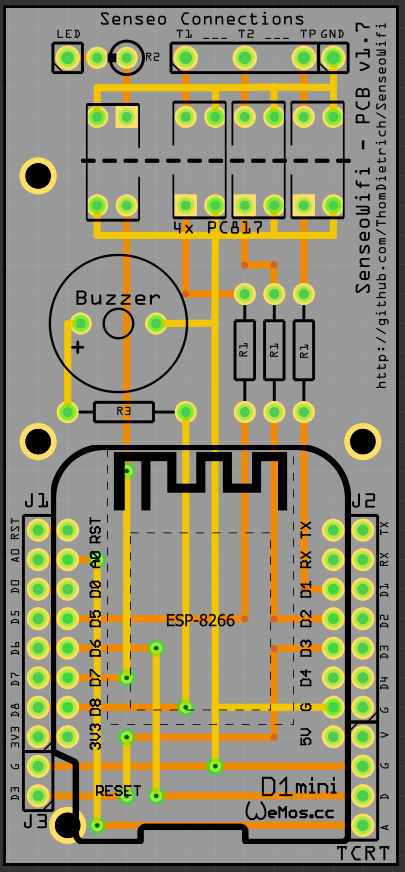 Senseo Connections
LED
R2
T1 ___ T2 ___ TP GND
SenseoWifi - PCB v1.7
http://github.com/ThomDietrich/SenseoWifi
4x PC817
Buzzer
+
R1
R1
R1
R3
J1
J2
RST
RST
TX
TX
A0
A0
RX
RX
D0
D0
D1
D1
D5
D5
D2
D2
ESP-8266
D6
D6
D3
D3
D7
D7
D4
D4
D8
D8
G
G
3V3
3V3
5V
V
G
G
D3
RESET
D1mini
D
J3
WeMos.cc
A
TCRT